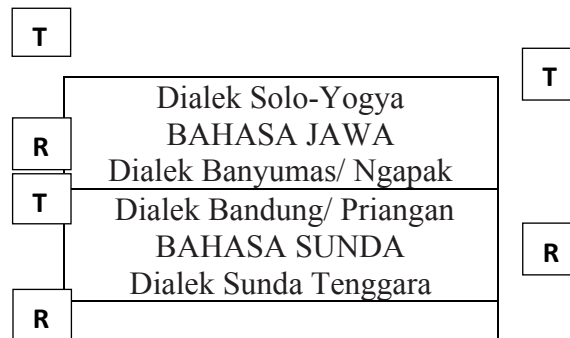 T
T
Dialek Solo-Yogya
BAHASA JAWA
R
Dialek Banyumas/ Ngapak
T
Dialek Bandung/ Priangan
BAHASA SUNDA
R
Dialek Sunda Tenggara
R